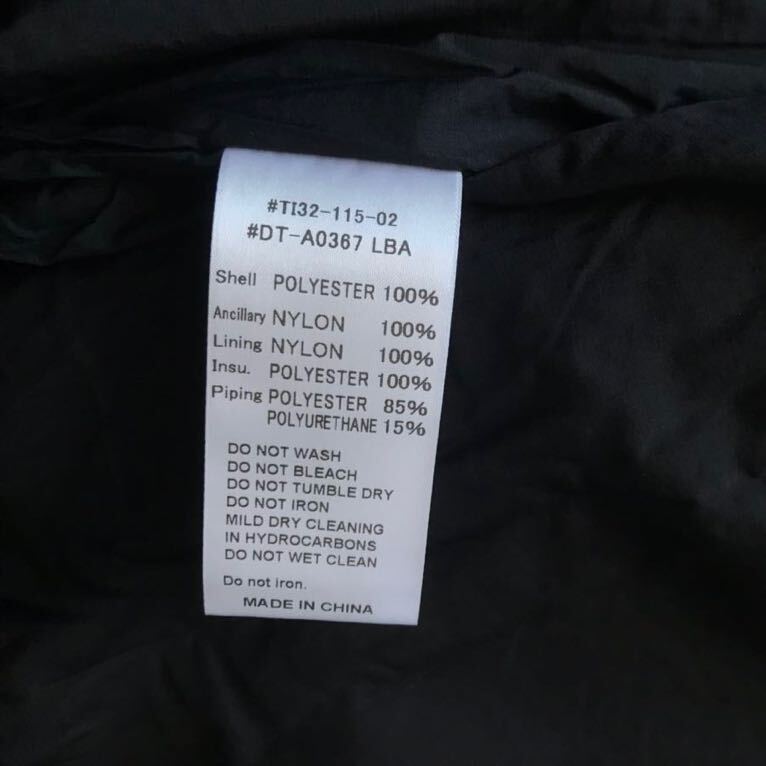 #TI32-115-02
#DT-A0367 LBA
Shell POLYESTER 100%
Ancillary NYLON 100%
Lining NYLON 100%
Insu. POLYESTER 100%
Piping POLYESTER 85%
POLYURETHANE 15%
DO NOT WASH
DO NOT BLEACH
DO NOT TUMBLE DRY
DO NOT IRON
MILD DRY CLEANING
IN HYDROCARBONS
DO NOT WET CLEAN
Do not iron.
MADE IN CHINA